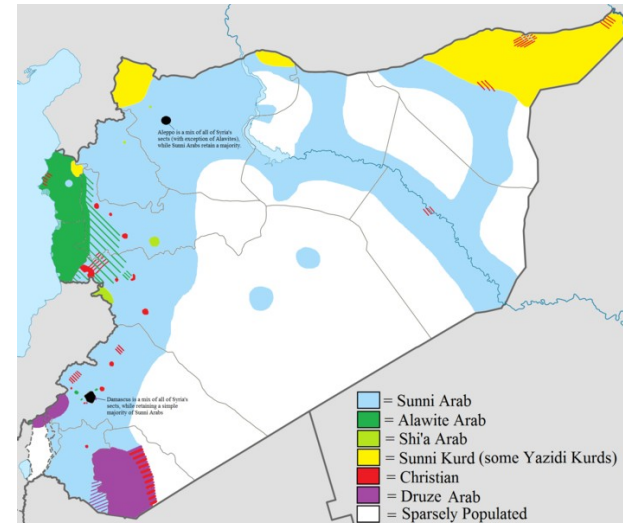 Aleppo is a mix of all of Syria's
sects (with exception of Alawites),
while Sunni Arabs retain a majority.
Damascus is a mix of all of Syria's
sects, while retaining a simple
majority of Sunni Arabs
= Sunni Arab
= Alawite Arab
= Shi'a Arab
= Sunni Kurd (some Yazidi Kurds)
= Christian
= Druze Arab
= Sparsely Populated